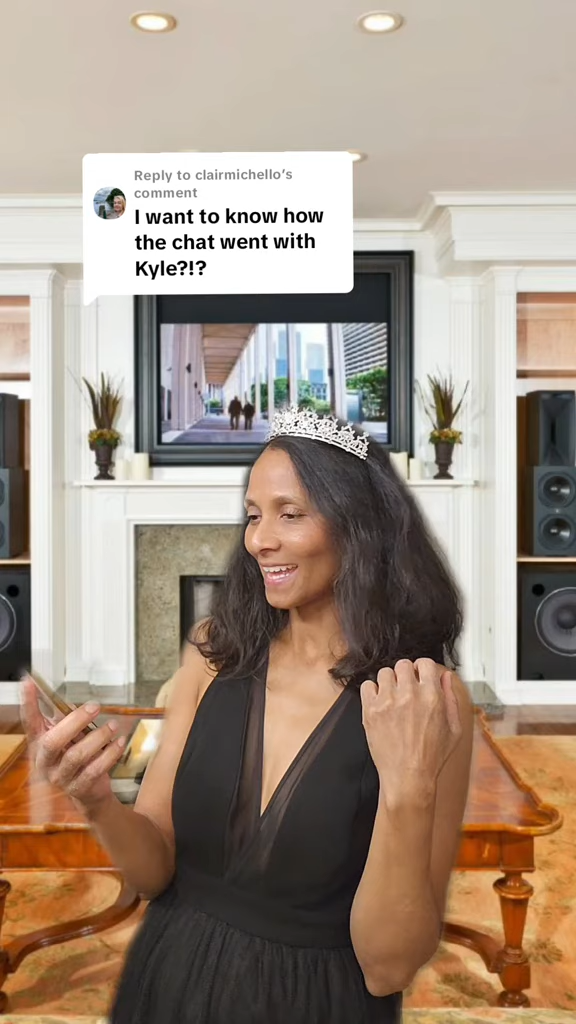 Reply to clairmichello's
comment
I want to know how
the chat went with
Kyle?!?